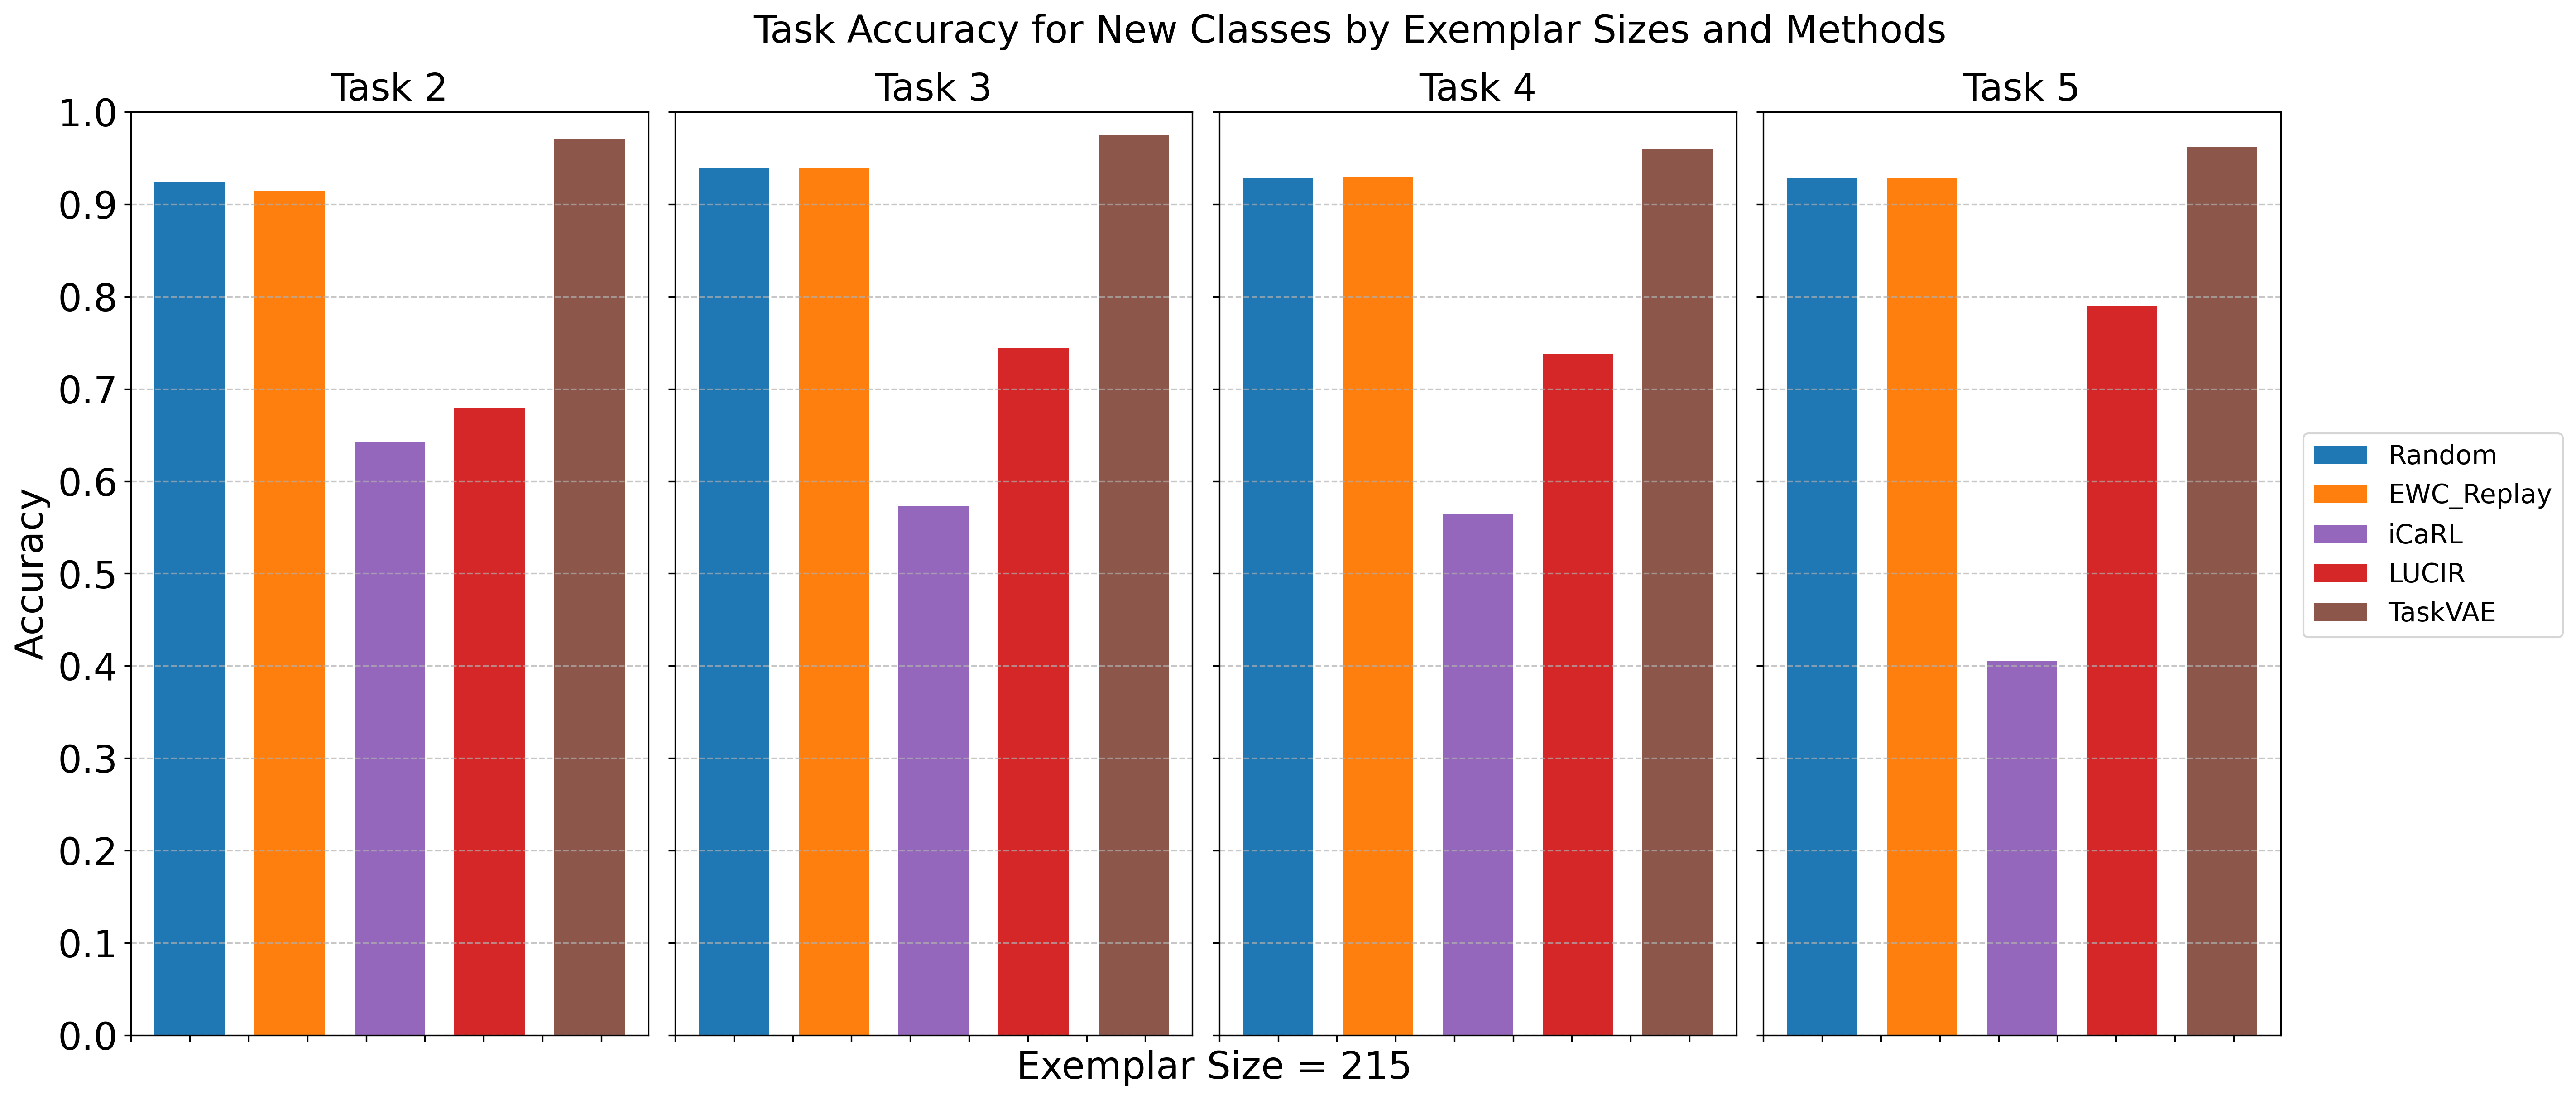 Task Accuracy for New Classes by Exemplar Sizes and Methods
Task 2
Task 3
Task 4
Task 5
1.0
0.9
0.8
0.7
0.6
0.5
0.4
0.3
0.2
0.1
0.0
Accuracy
Exemplar Size = 215
Random
EWC_Replay
iCaRL
LUCIR
TaskVAE